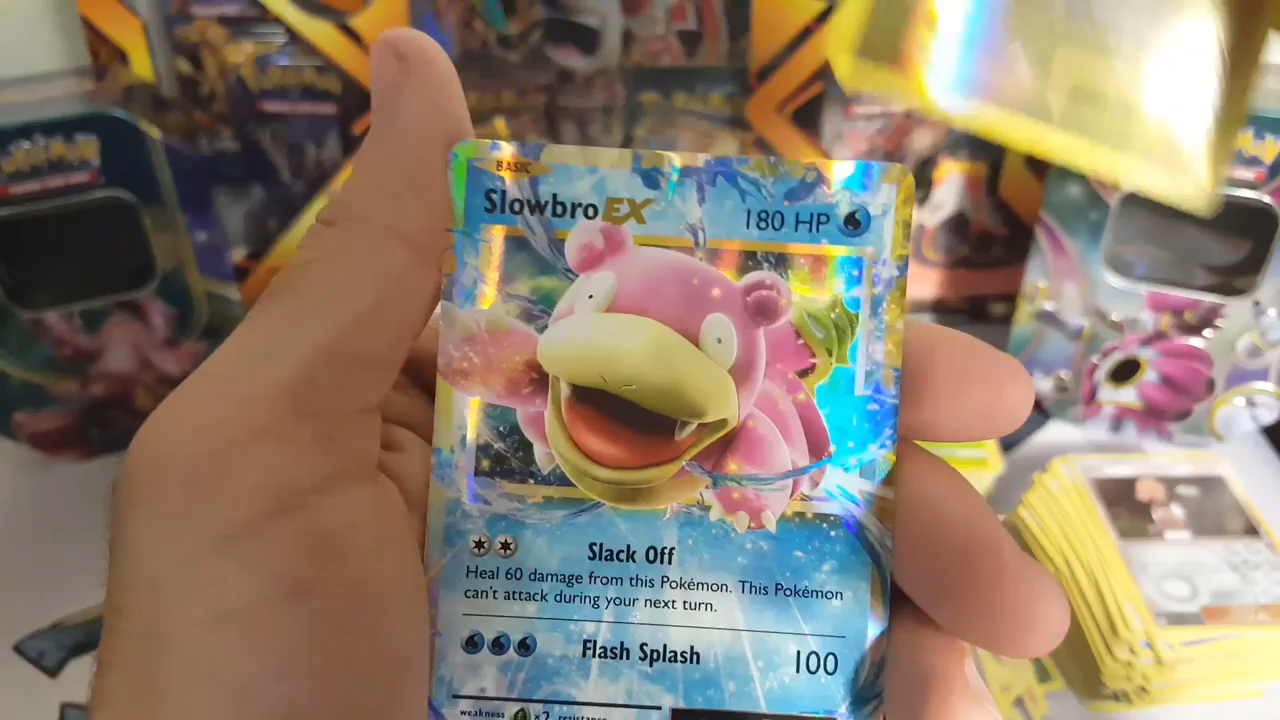 BASIC
Slowbro EX 180 HP
Slack Off
Heal 60 damage from this Pokémon. This Pokémon
can't attack during your next turn.
Flash Splash 100
weakness ×2 resistance